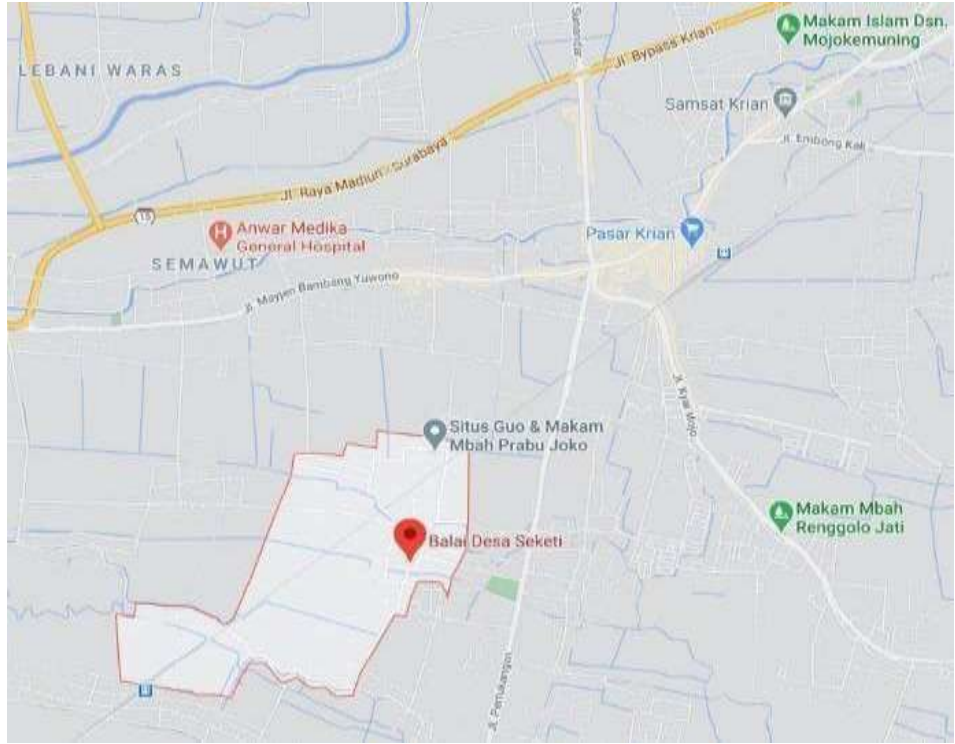 Makam Islam Dsn.
Mojokemuning
LEBANI WARAS
Jl. Bypass Krian
Samsat Krian
Jl. Embong Kali
Jl. Raya Madiun - Surabaya
15
Anwar Medika
General Hospital
Pasar Krian
SEMAWUT
Jl. Mayjen Bambang Yuwono
Jl. Kyai Mojo
Situs Guo & Makam
Mbah Prabu Joko
Makam Mbah
Renggolo Jati
Balai Desa Seketi